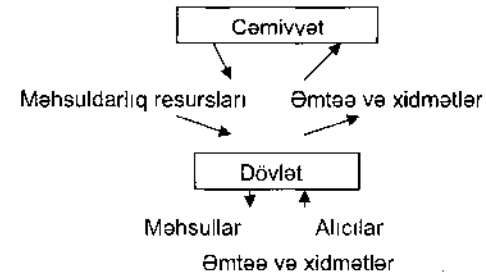 Cəmiyyət
Məhsuldarlıq resursları Əmtəə və xidmətlər
Dövlət
Məhsullar Alıcılar
Əmtəə və xidmətlər